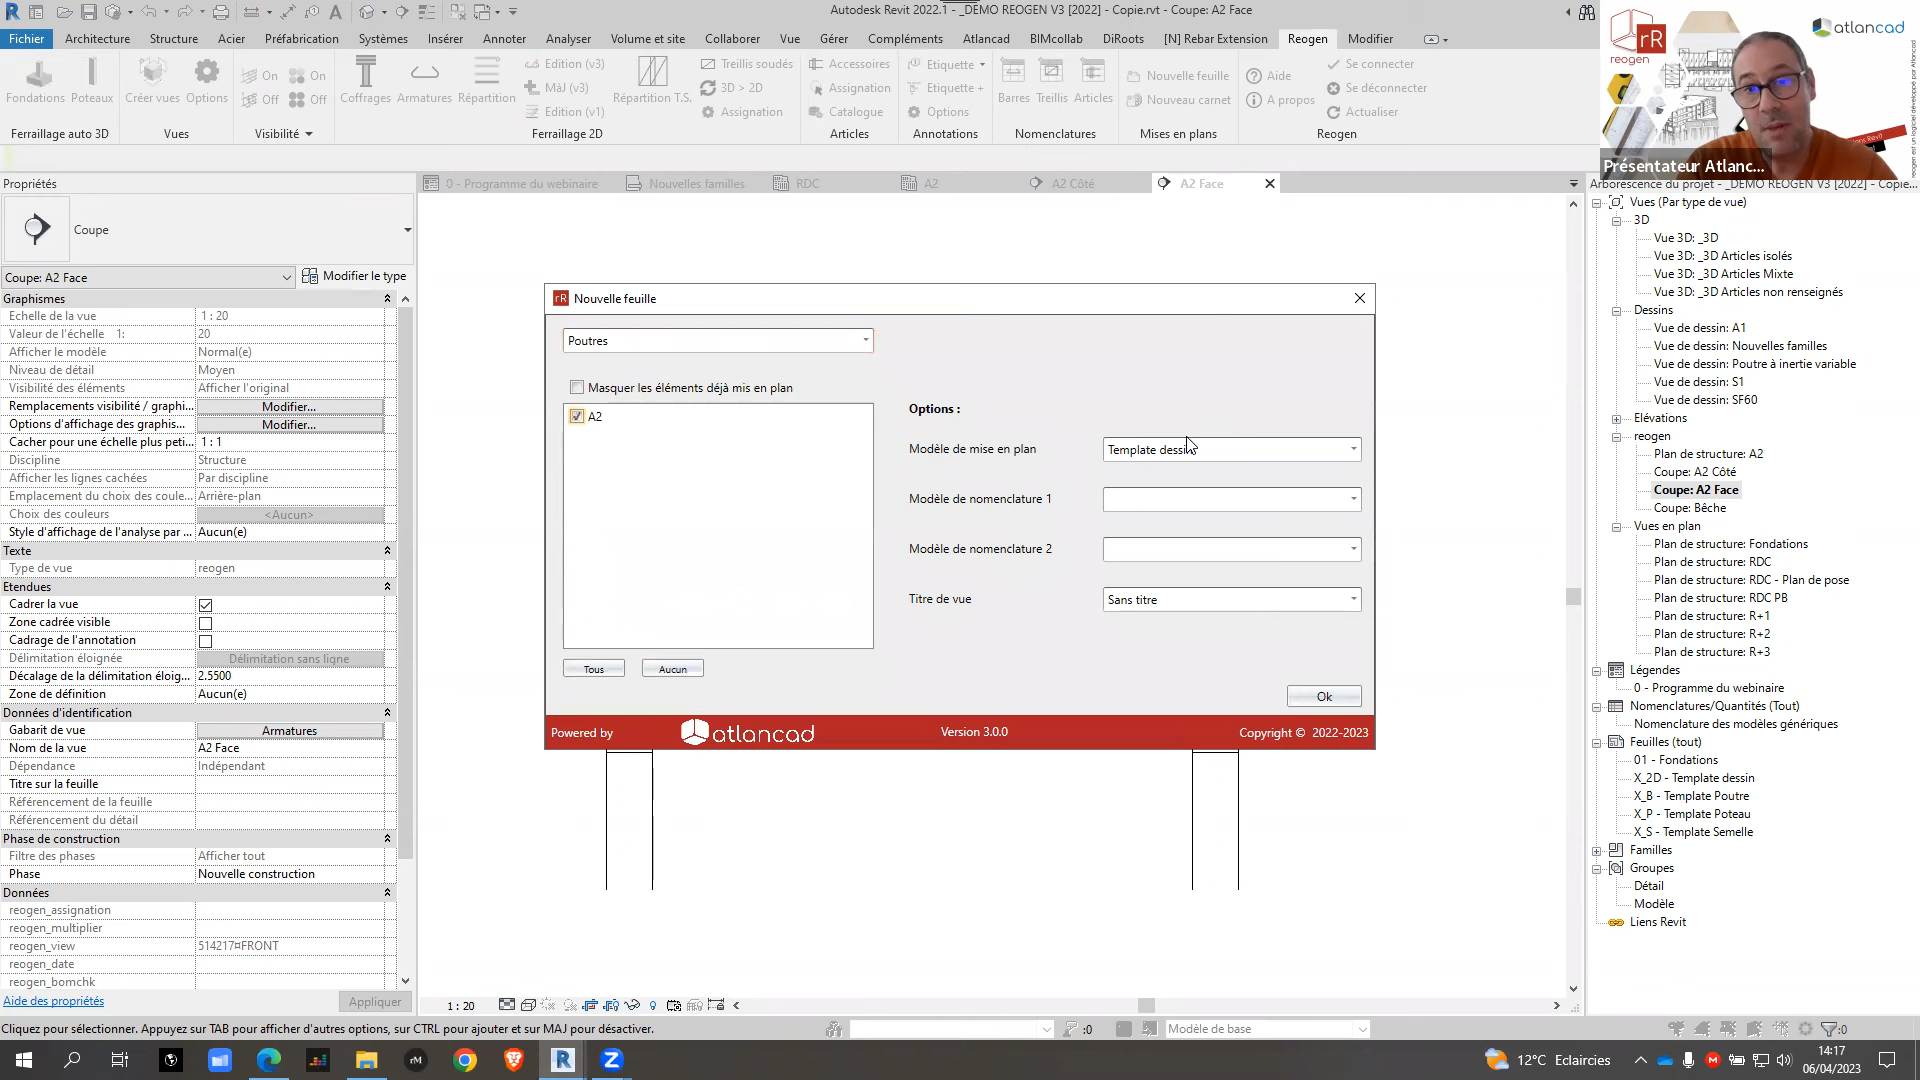 Autodesk Revit 2022.1 - _DEMO REOGEN V3 [2022] - Copie.rvt - Coupe: A2 Face
Fichier Architecture Structure Acier Préfabrication Systèmes Insérer Annoter Analyser Volume et site Collaborer Vue Gérer Compléments Atlancad BIMcollab DiRoots [N] Rebar Extension Reogen Modifier
On On Edition (v3) Treillis soudés Accessoires Etiquette Nouvelle feuille Aide Se connecter
Fondations Poteaux Créer vues Options Off Off Coffrages Armatures Répartition MàJ (v3) Répartition T.S. 3D > 2D Assignation Etiquette + Barres Treillis Articles Nouveau carnet A propos Se déconnecter
Edition (v1) Assignation Catalogue Options Actualiser
Ferraillage auto 3D Vues Visibilité Ferraillage 2D Articles Annotations Nomenclatures Mises en plans Reogen
reogen
rR
atlancad
Présentateur Atlanc...
Propriétés
0 - Programme du webinaire Nouvelles familles RDC A2 A2 Côté A2 Face
Arborescence du projet - _DEMO REOGEN V3 [2022] - Copie...
Coupe
Coupe: A2 Face Modifier le type
Graphismes
Echelle de la vue 1 : 20
Valeur de l'échelle 1: 20
Afficher le modèle Normal(e)
Niveau de détail Moyen
Visibilité des éléments Afficher l'original
Remplacements visibilité / graphi... Modifier...
Options d'affichage des graphis... Modifier...
Cacher pour une échelle plus peti... 1 : 1
Discipline Structure
Afficher les lignes cachées Par discipline
Emplacement du choix des coule... Arrière-plan
Choix des couleurs <Aucun>
Style d'affichage de l'analyse par ... Aucun(e)
Texte
Type de vue reogen
Etendues
Cadrer la vue
Zone cadrée visible
Cadrage de l'annotation
Délimitation éloignée Délimitation sans ligne
Décalage de la délimitation éloig... 2.5500
Zone de définition Aucun(e)
Données d'identification
Gabarit de vue Armatures
Nom de la vue A2 Face
Dépendance Indépendant
Titre sur la feuille
Référencement de la feuille
Référencement du détail
Phase de construction
Filtre des phases Afficher tout
Phase Nouvelle construction
Données
reogen_assignation
reogen_multiplier
reogen_view 514217¤FRONT
reogen_date
reogen_bomchk
Aide des propriétés Appliquer
rR Nouvelle feuille
Poutres
Masquer les éléments déjà mis en plan
A2
Options :
Modèle de mise en plan Template dessin
Modèle de nomenclature 1
Modèle de nomenclature 2
Titre de vue Sans titre
Tous Aucun
Ok
Powered by atlancad Version 3.0.0 Copyright © 2022-2023
Vues (Par type de vue)
3D
Vue 3D: _3D
Vue 3D: _3D Articles isolés
Vue 3D: _3D Articles Mixte
Vue 3D: _3D Articles non renseignés
Dessins
Vue de dessin: A1
Vue de dessin: Nouvelles familles
Vue de dessin: Poutre à inertie variable
Vue de dessin: S1
Vue de dessin: SF60
Elévations
reogen
Plan de structure: A2
Coupe: A2 Côté
Coupe: A2 Face
Coupe: Bêche
Vues en plan
Plan de structure: Fondations
Plan de structure: RDC
Plan de structure: RDC - Plan de pose
Plan de structure: RDC PB
Plan de structure: R+1
Plan de structure: R+2
Plan de structure: R+3
Légendes
0 - Programme du webinaire
Nomenclatures/Quantités (Tout)
Nomenclature des modèles génériques
Feuilles (tout)
01 - Fondations
X_2D - Template dessin
X_B - Template Poutre
X_P - Template Poteau
X_S - Template Semelle
Familles
Groupes
Détail
Modèle
Liens Revit
1 : 20
Cliquez pour sélectionner. Appuyez sur TAB pour afficher d'autres options, sur CTRL pour ajouter et sur MAJ pour désactiver.
:0 Modèle de base :0
12°C Eclaircies
14:17
06/04/2023